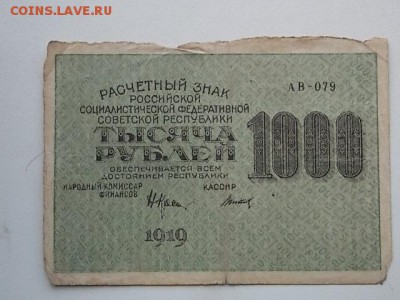 COINS.LAVE.RU
РАСЧЕТНЫЙ ЗНАК
РОССИЙСКОЙ
СОЦИАЛИСТИЧЕСКОЙ ФЕДЕРАТИВНОЙ
СОВЕТСКОЙ РЕСПУБЛИКИ
АВ-079
ТЫСЯЧА
РУБЛЕЙ
1000
ОБЕСПЕЧИВАЕТСЯ ВСЕМ
ДОСТОЯНИЕМ РЕСПУБЛИКИ
НАРОДНЫЙ КОМИССАР
ФИНАНСОВ
КАССИР
1919